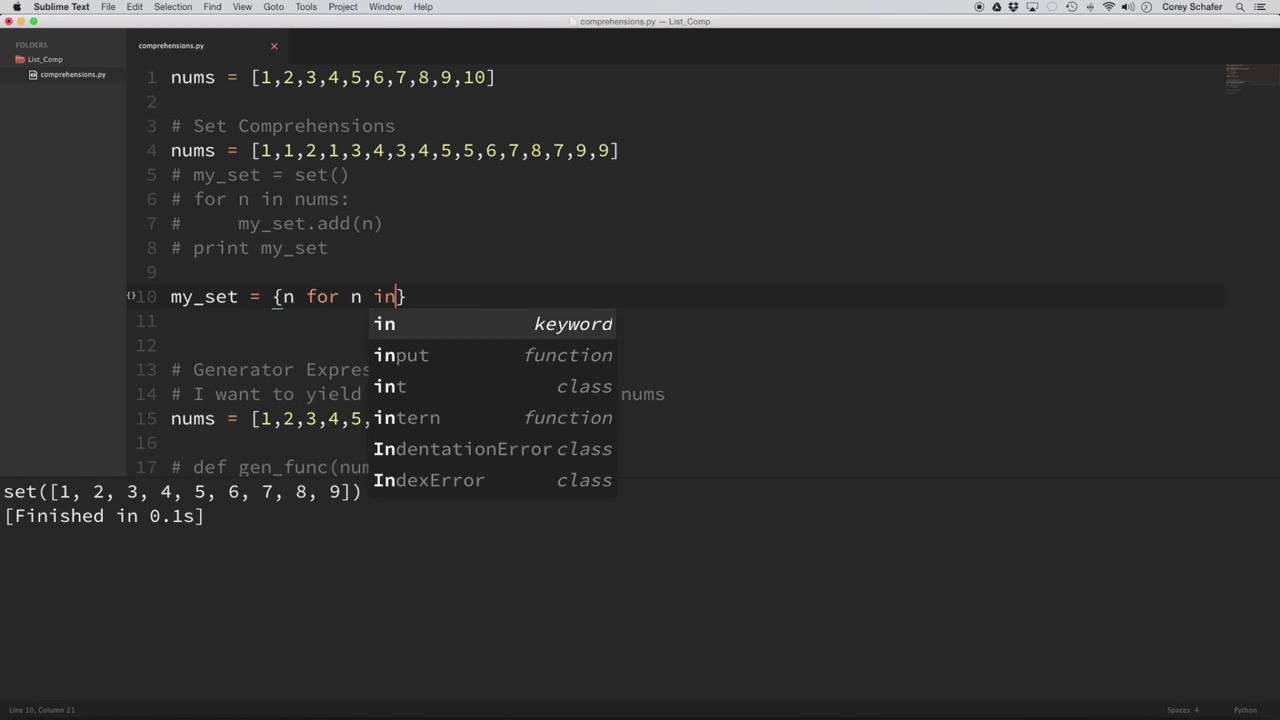 Sublime Text File Edit Selection Find View Goto Tools Project Window Help Corey Schafer
comprehensions.py — List_Comp
FOLDERS
List_Comp
comprehensions.py
comprehensions.py
1 nums = [1,2,3,4,5,6,7,8,9,10]
2
3 # Set Comprehensions
4 nums = [1,1,2,1,3,4,3,4,5,5,6,7,8,7,9,9]
5 # my_set = set()
6 # for n in nums:
7 #     my_set.add(n)
8 # print my_set
9
{} 10 my_set = {n for n in}
11
12
13 # Generator Expres
14 # I want to yield nums
15 nums = [1,2,3,4,5,
16
17 # def gen_func(num
in keyword
input function
int class
intern function
IndentationError class
IndexError class
set([1, 2, 3, 4, 5, 6, 7, 8, 9])
[Finished in 0.1s]
Line 10, Column 21 Spaces: 4 Python